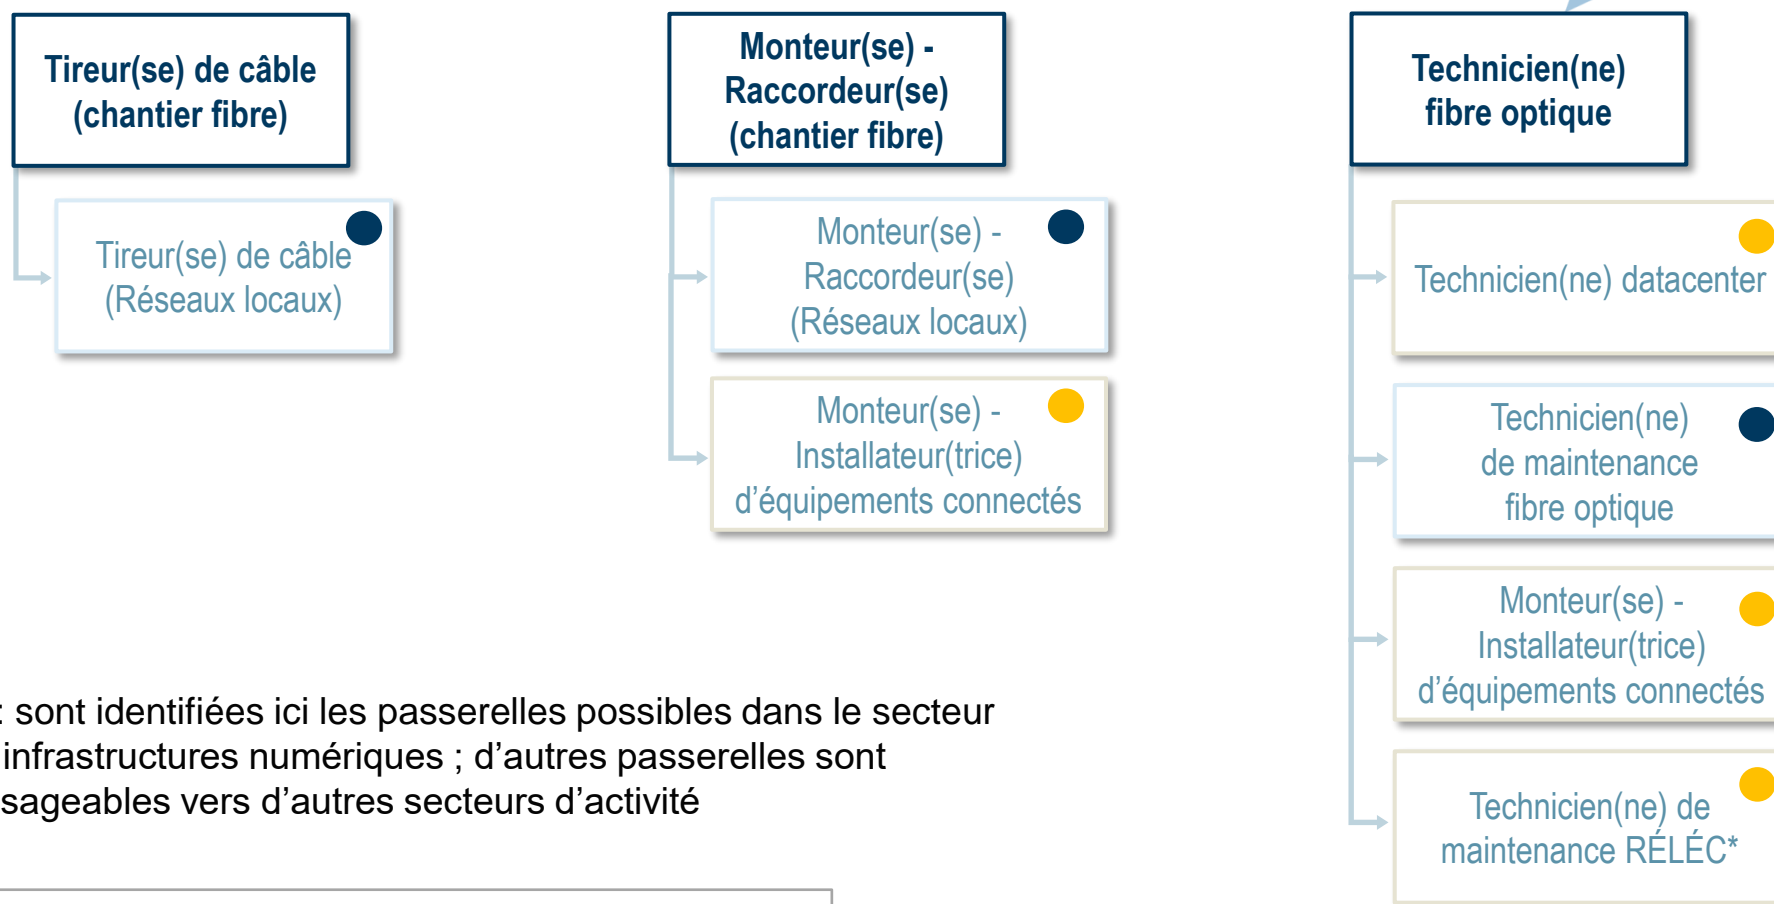 Tireur(se) de câble
(chantier fibre)
Tireur(se) de câble
(Réseaux locaux)
Monteur(se) -
Raccordeur(se)
(chantier fibre)
Monteur(se) -
Raccordeur(se)
(Réseaux locaux)
Monteur(se) -
Installateur(trice)
d’équipements connectés
Technicien(ne)
fibre optique
Technicien(ne) datacenter
Technicien(ne)
de maintenance
fibre optique
Monteur(se) -
Installateur(trice)
d’équipements connectés
Technicien(ne) de
maintenance RÉLÉC*
: sont identifiées ici les passerelles possibles dans le secteur
infrastructures numériques ; d’autres passerelles sont
sageables vers d’autres secteurs d’activité